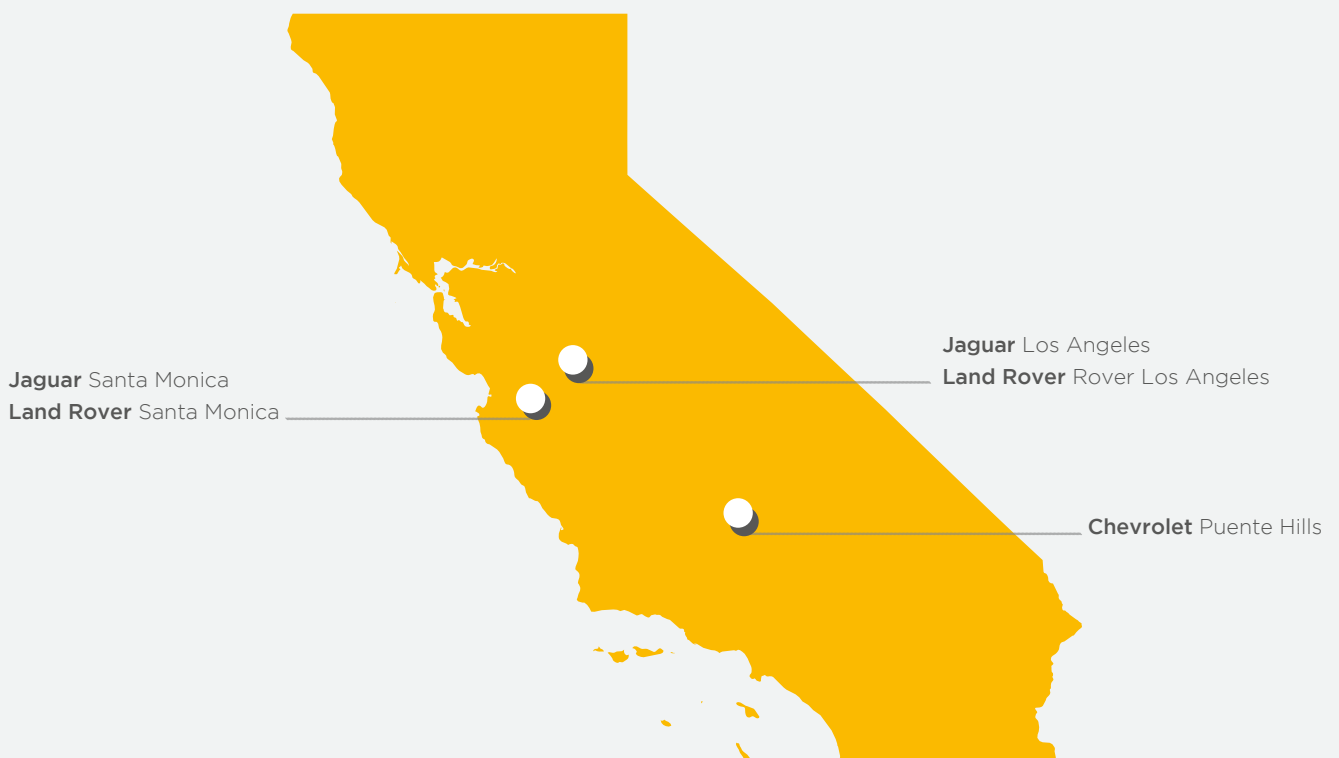 Jaguar Los Angeles
Land Rover Rover Los Angeles
Jaguar Santa Monica
Land Rover Santa Monica
Chevrolet Puente Hills